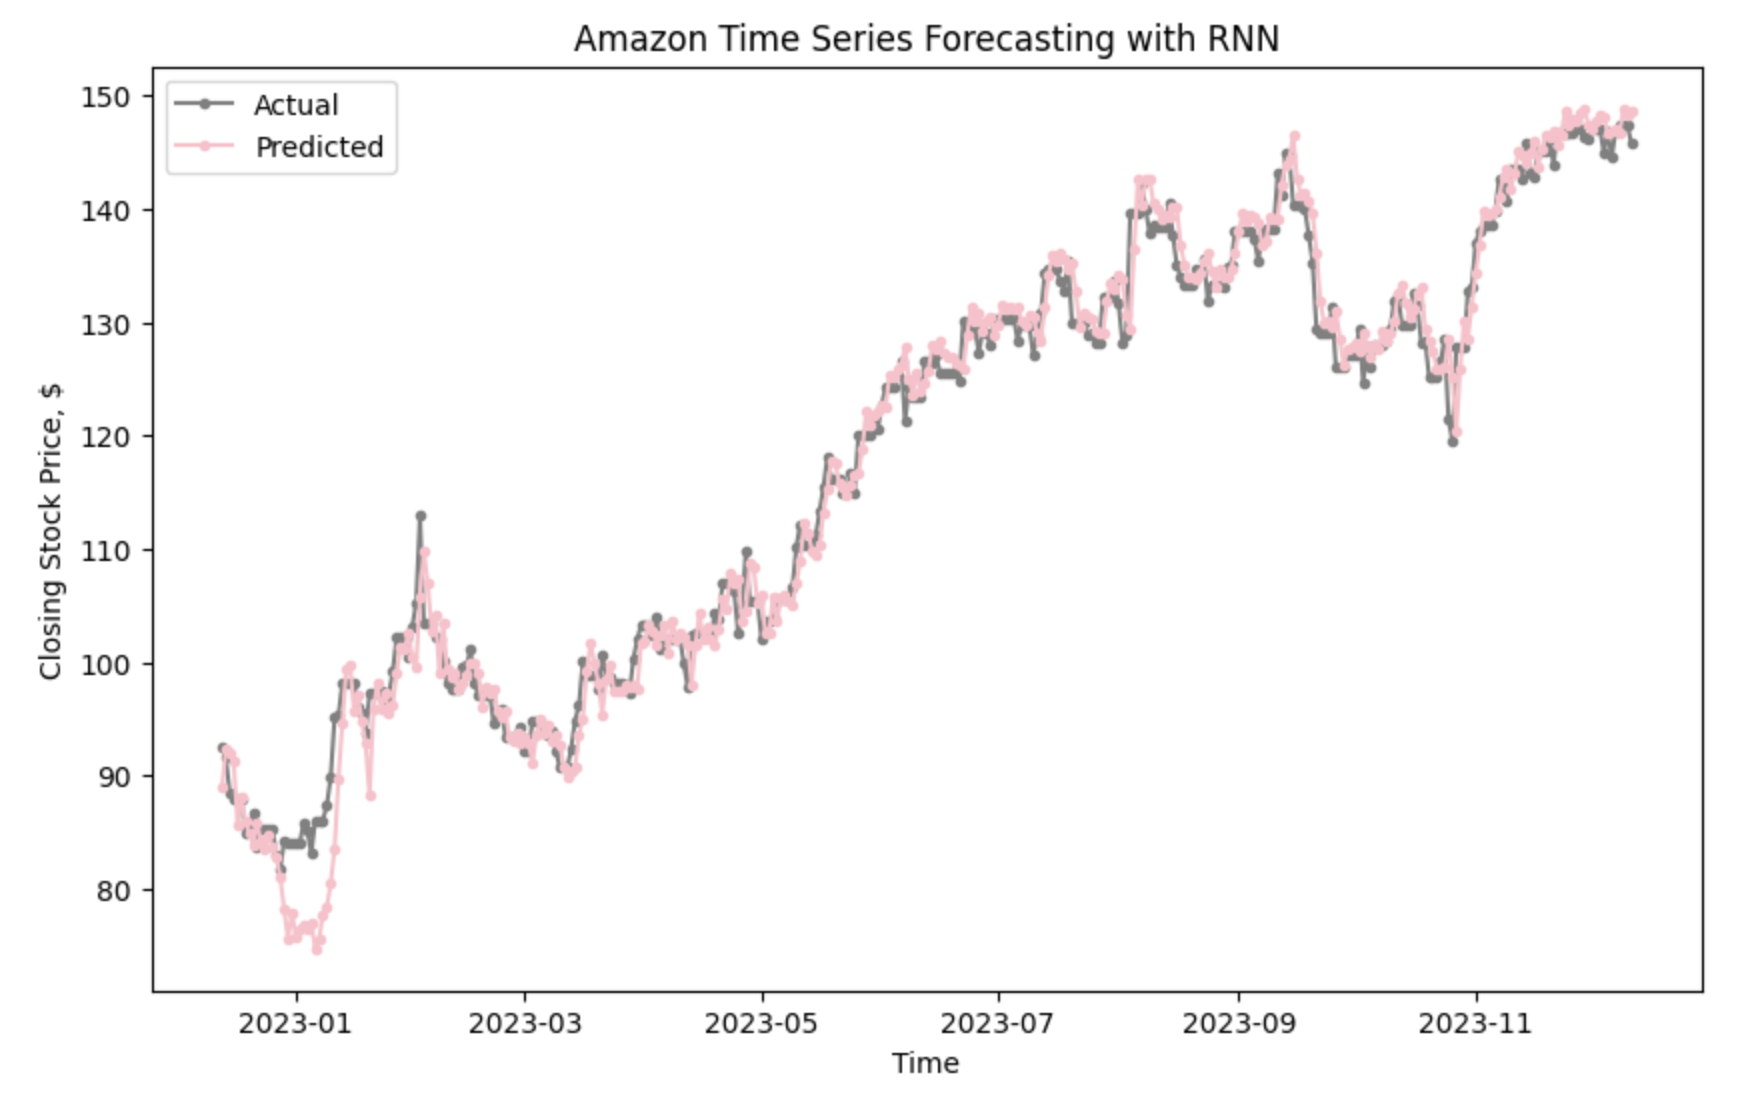 Amazon Time Series Forecasting with RNN
Actual
Predicted
150
140
130
120
110
100
90
80
Closing Stock Price, $
2023-01 2023-03 2023-05 2023-07 2023-09 2023-11
Time